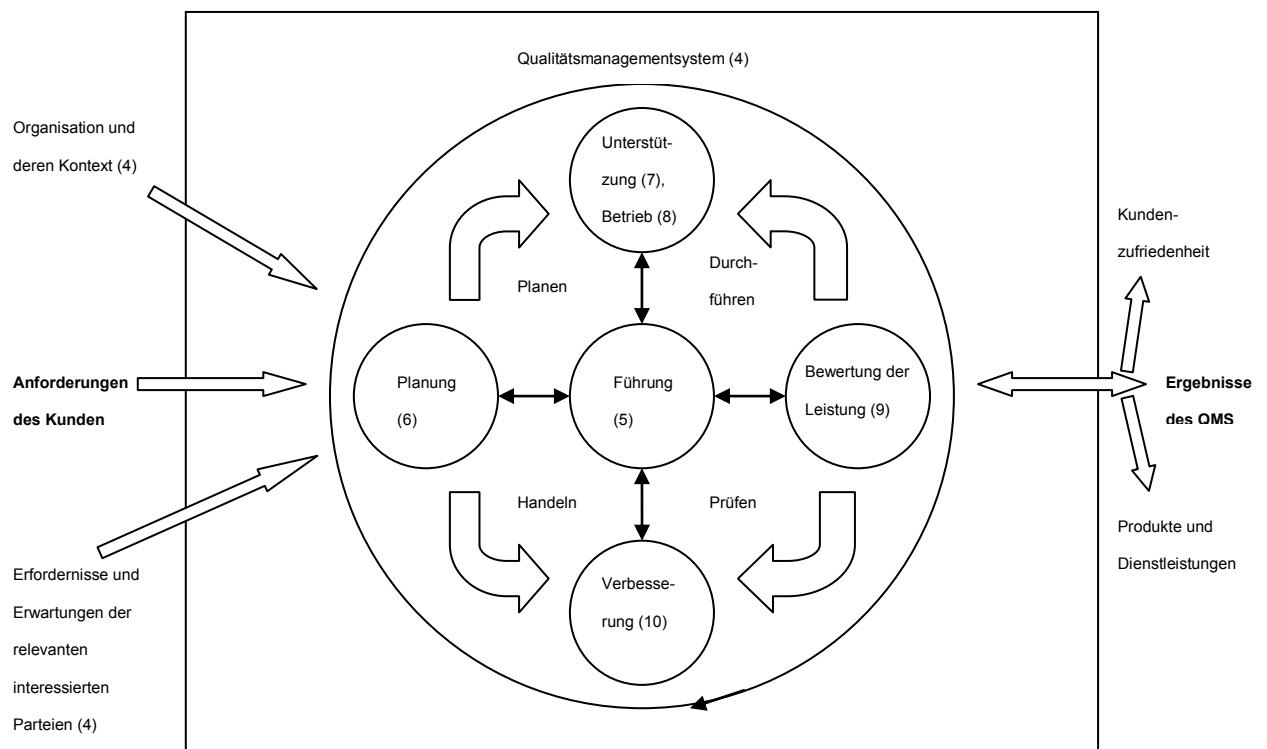 Qualitätsmanagementsystem (4)
Organisation und
deren Kontext (4)
Anforderungen
des Kunden
Erfordernisse und
Erwartungen der
relevanten
interessierten
Parteien (4)
Unterstüt-
zung (7),
Betrieb (8)
Planen
Durch-
führen
Planung
(6)
Führung
(5)
Bewertung der
Leistung (9)
Handeln
Prüfen
Verbesse-
rung (10)
Kunden-
zufriedenheit
Ergebnisse
des QMS
Produkte und
Dienstleistungen